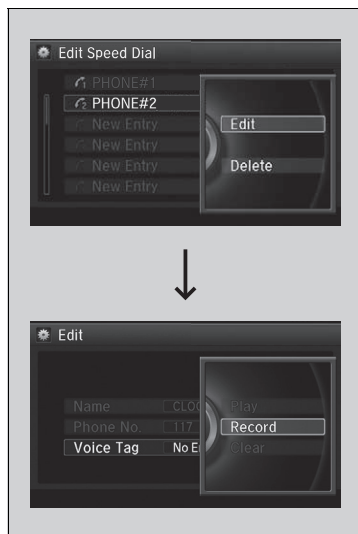 Edit Speed Dial
PHONE#1
PHONE#2
New Entry
New Entry
New Entry
New Entry
Edit
Delete
Edit
Name CLOC
Phone No. 117
Voice Tag No E
Play
Record
Clear